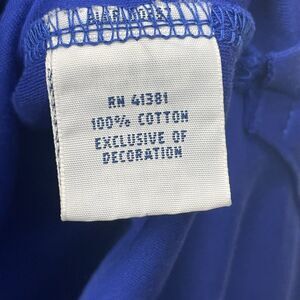 RN 41381
100% COTTON
EXCLUSIVE OF
DECORATION